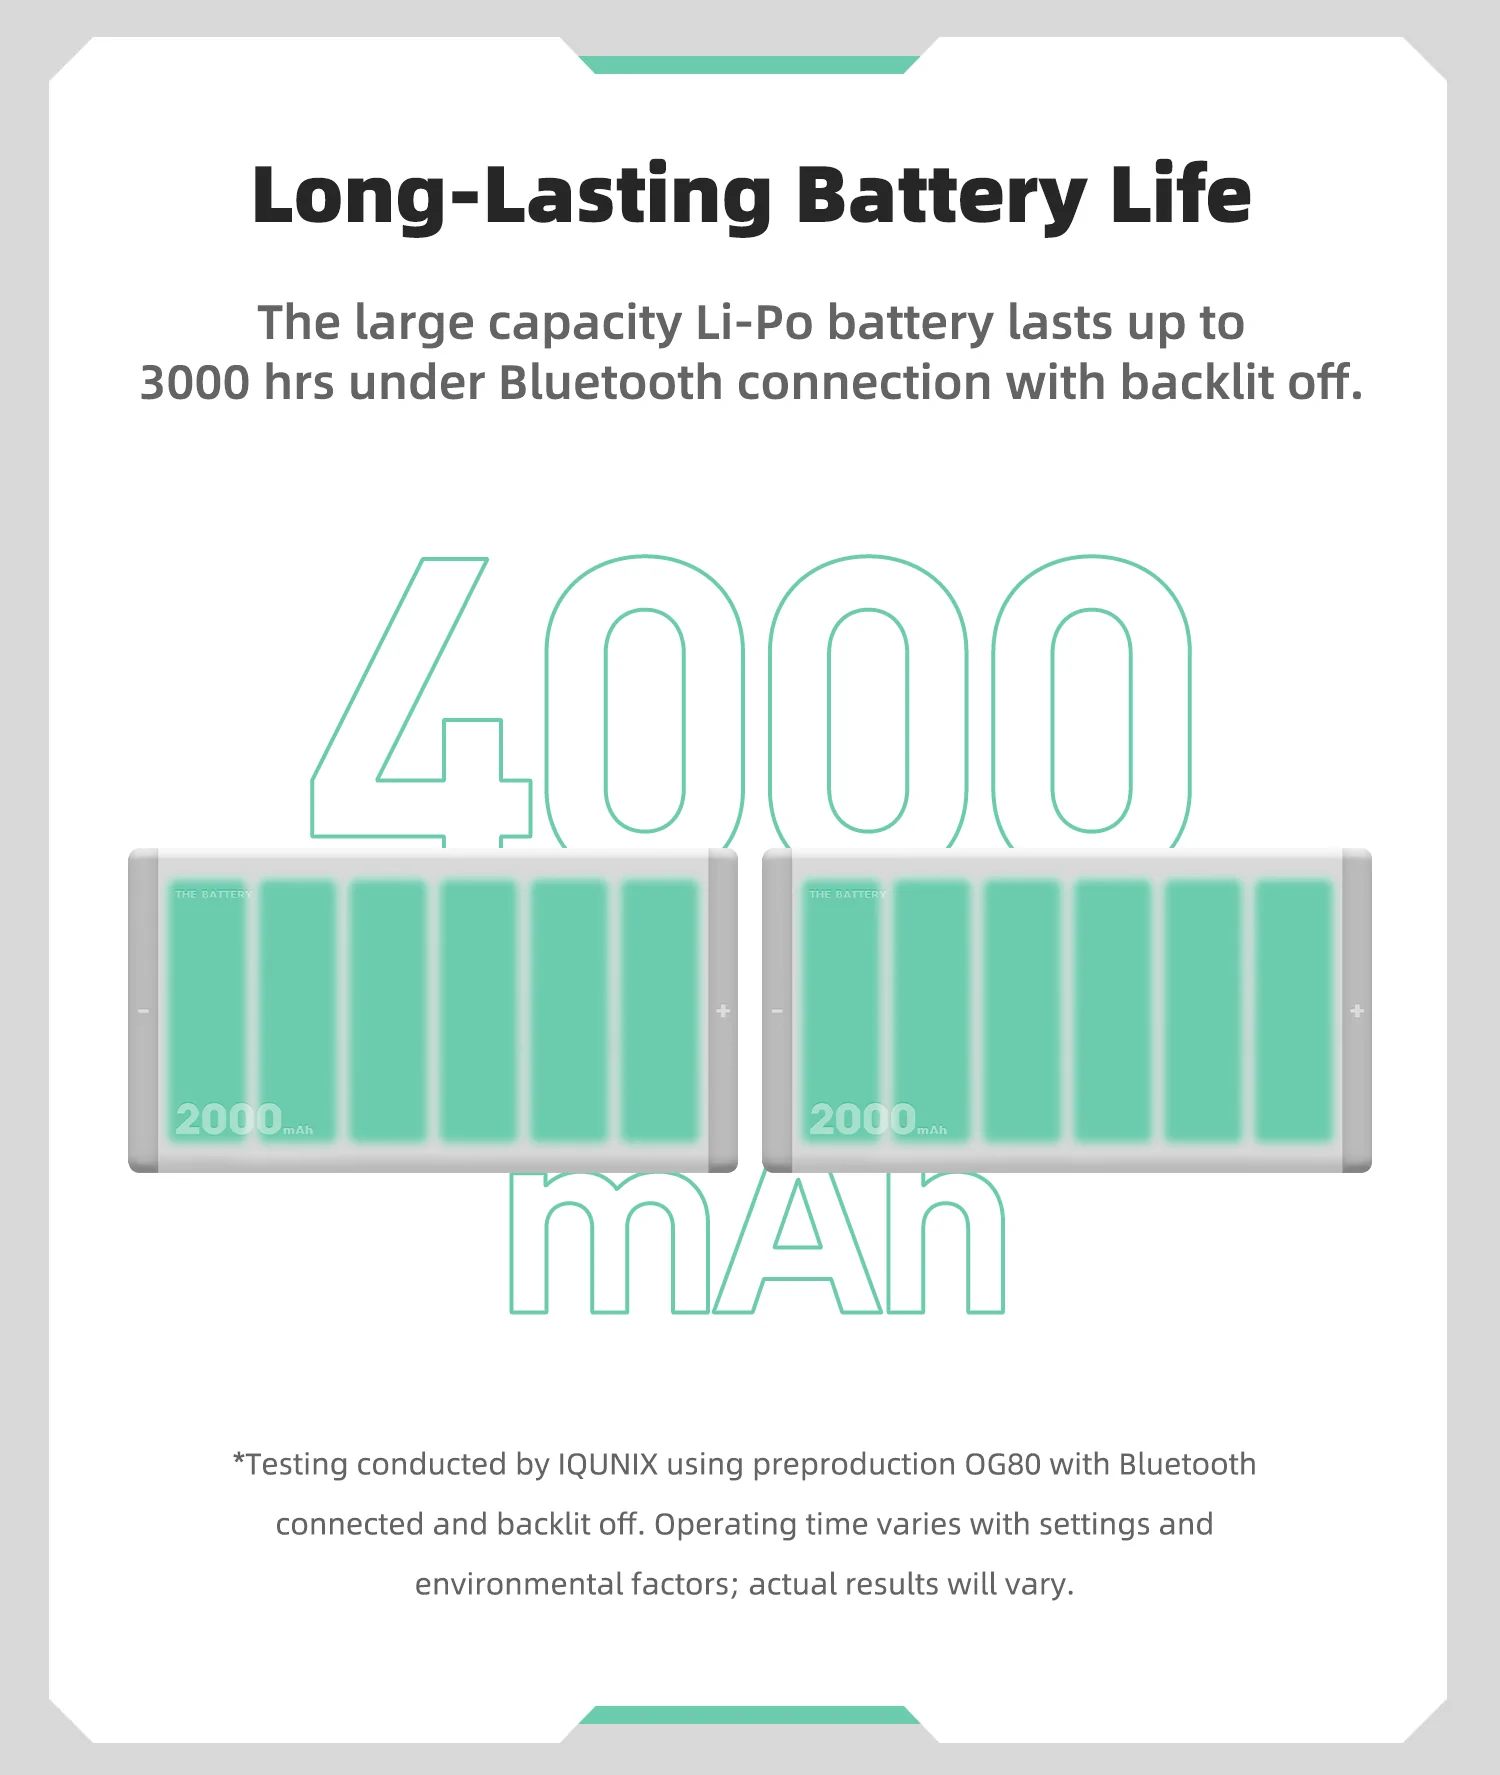 Long-Lasting Battery Life
The large capacity Li-Po battery lasts up to
3000 hrs under Bluetooth connection with backlit off.
4000
THE BATTERY
THE BATTERY
- +
- +
2000mAh
2000mAh
mAh
*Testing conducted by IQUNIX using preproduction OG80 with Bluetooth
connected and backlit off. Operating time varies with settings and
environmental factors; actual results will vary.